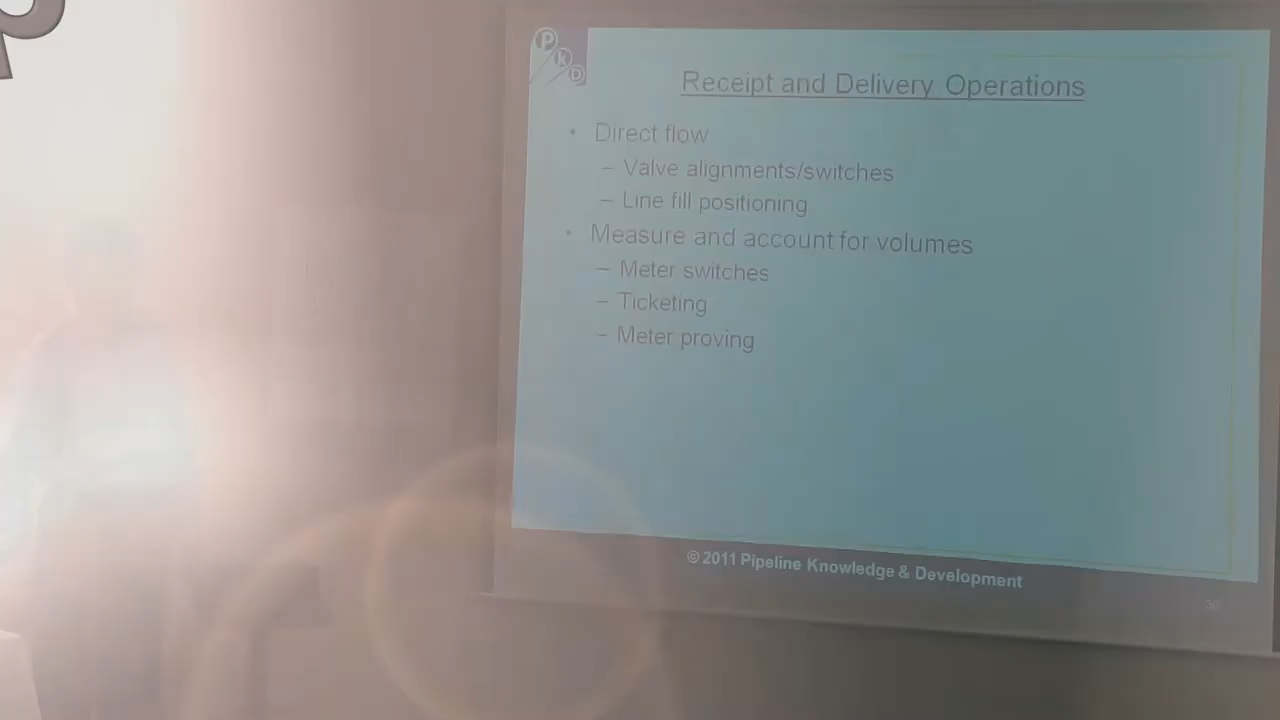 P
K
D
Receipt and Delivery Operations
• Direct flow
– Valve alignments/switches
– Line fill positioning
• Measure and account for volumes
– Meter switches
– Ticketing
– Meter proving
© 2011 Pipeline Knowledge & Development